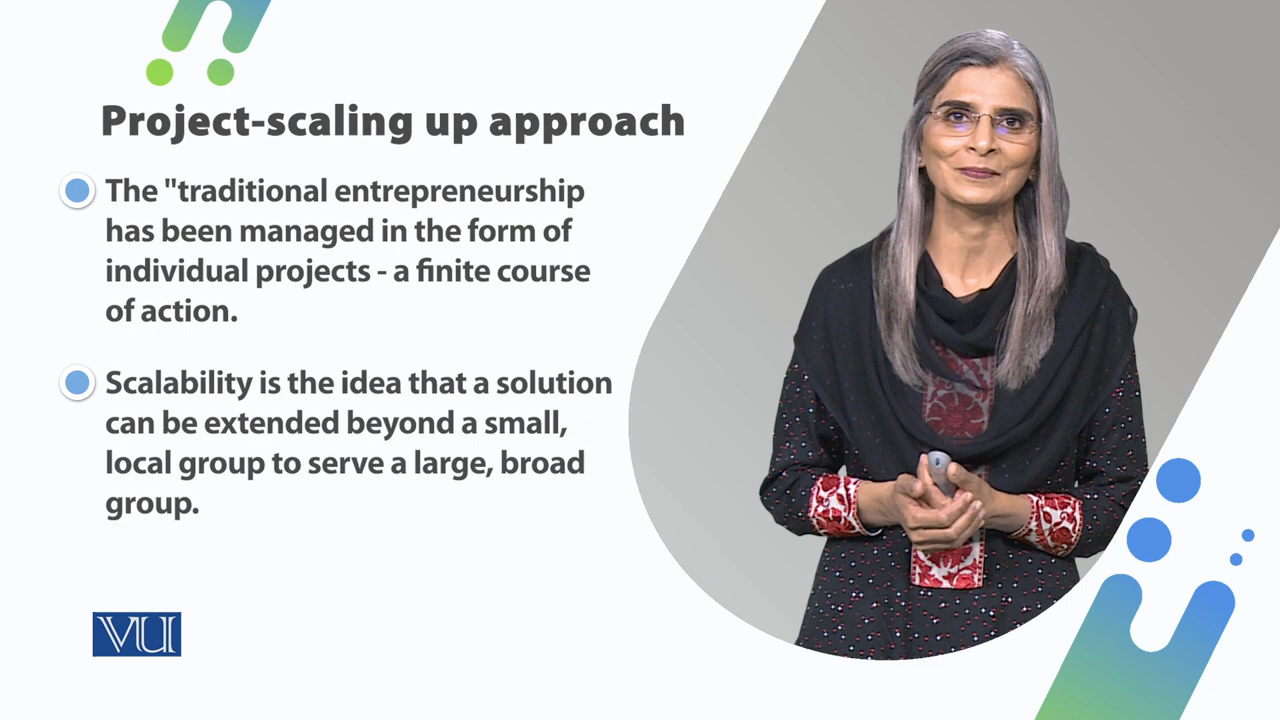 Project-scaling up approach
The "traditional entrepreneurship
has been managed in the form of
individual projects - a finite course
of action.
Scalability is the idea that a solution
can be extended beyond a small,
local group to serve a large, broad
group.
VU